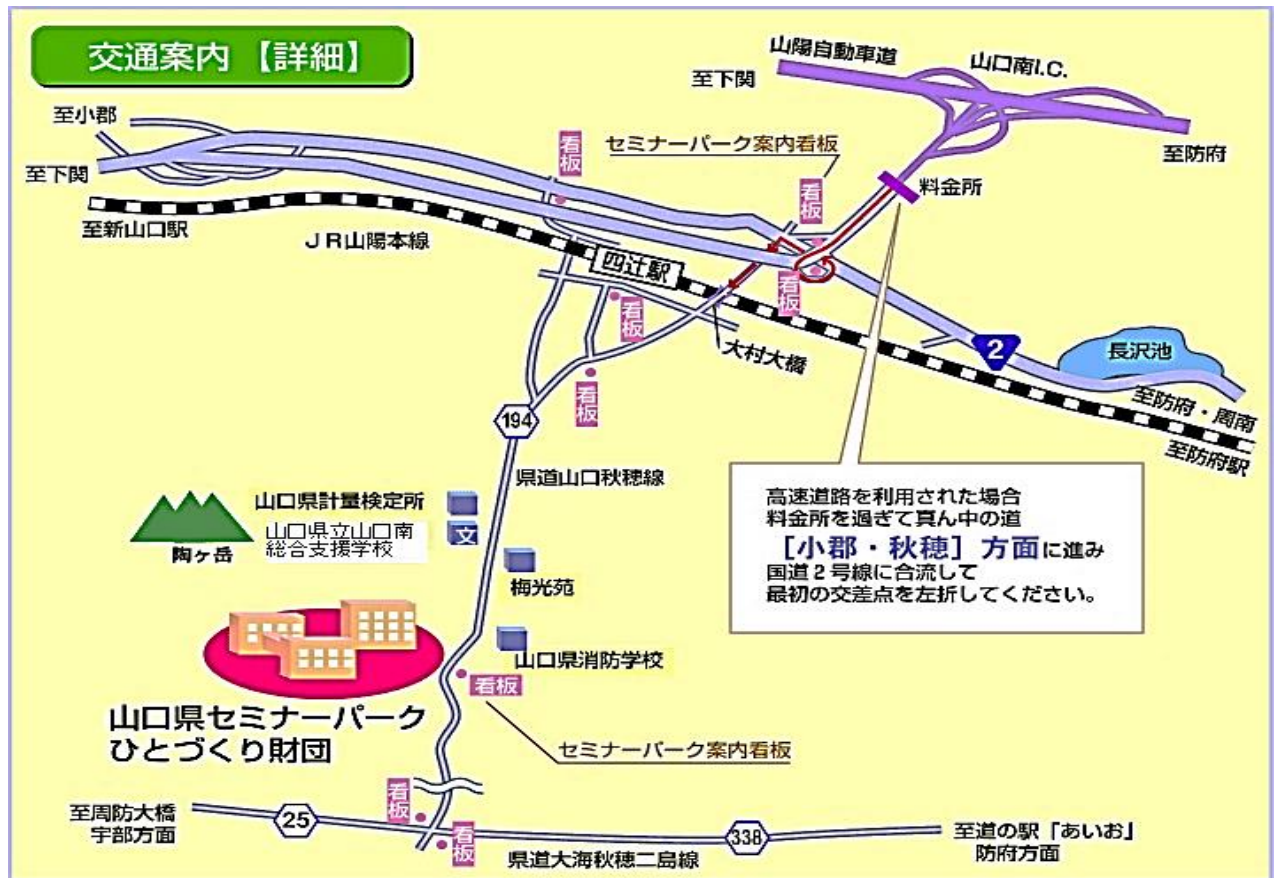 交通案内【詳細】
山陽自動車道
山口南I.C.
至下関
至小郡
セミナーパーク案内看板
看板
至防府
至下関
看板
料金所
至新山口駅
JR山陽本線
四辻駅
看板
看板
大村大橋
2
長沢池
看板
至防府・周南
194
至防府駅
県道山口秋穂線
高速道路を利用された場合
料金所を過ぎて真ん中の道
[小郡・秋穂]方面に進み
国道2号線に合流して
最初の交差点を左折してください。
山口県計量検定所
山口県立山口南
総合支援学校
文
陶ヶ岳
梅光苑
山口県消防学校
看板
山口県セミナーパーク
ひとづくり財団
セミナーパーク案内看板
看板
至周防大橋
宇部方面
25
看板
338
至道の駅「あいお」
防府方面
県道大海秋穂二島線